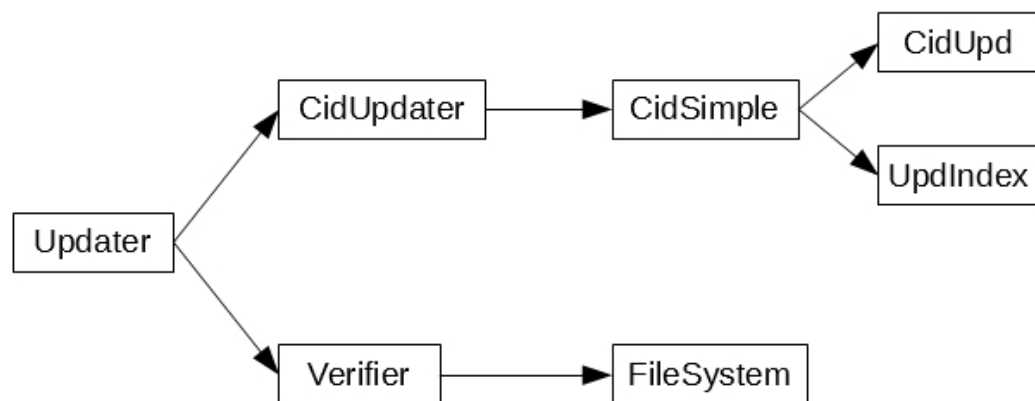 CidUpd
CidUpdater
CidSimple
UpdIndex
Updater
Verifier
FileSystem